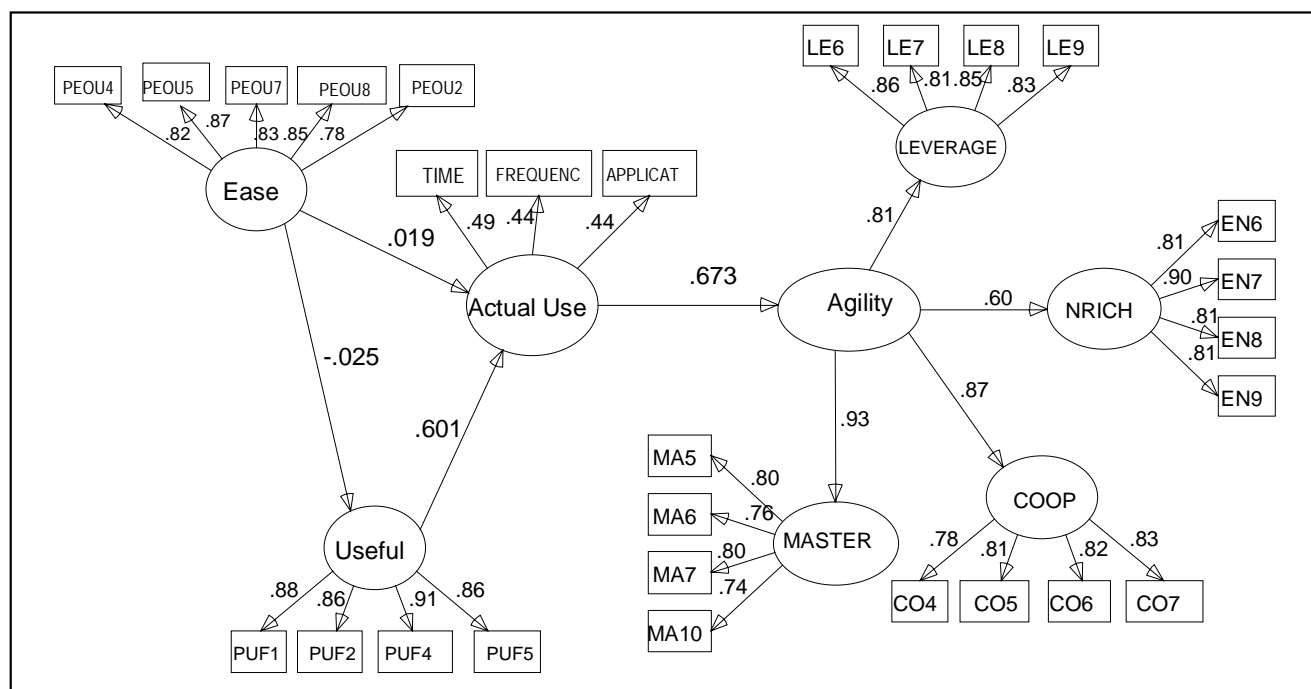 LE6 LE7 LE8 LE9
.86 .81 .85 .83
LEVERAGE
.81
PEOU4 PEOU5 PEOU7 PEOU8 PEOU2
.82 .87 .83 .85 .78
Ease
TIME FREQUENC APPLICAT
.49 .44 .44
.019
Actual Use
.673
Agility
.60
NRICH
.81 EN6
.90 EN7
.81 EN8
.81 EN9
-.025
.601
.93
.87
Useful
.88 .86 .91 .86
PUF1 PUF2 PUF4 PUF5
MA5 .80
MA6 .76
MA7 .80
MA10 .74
MASTER
COOP
.78 .81 .82 .83
CO4 CO5 CO6 CO7